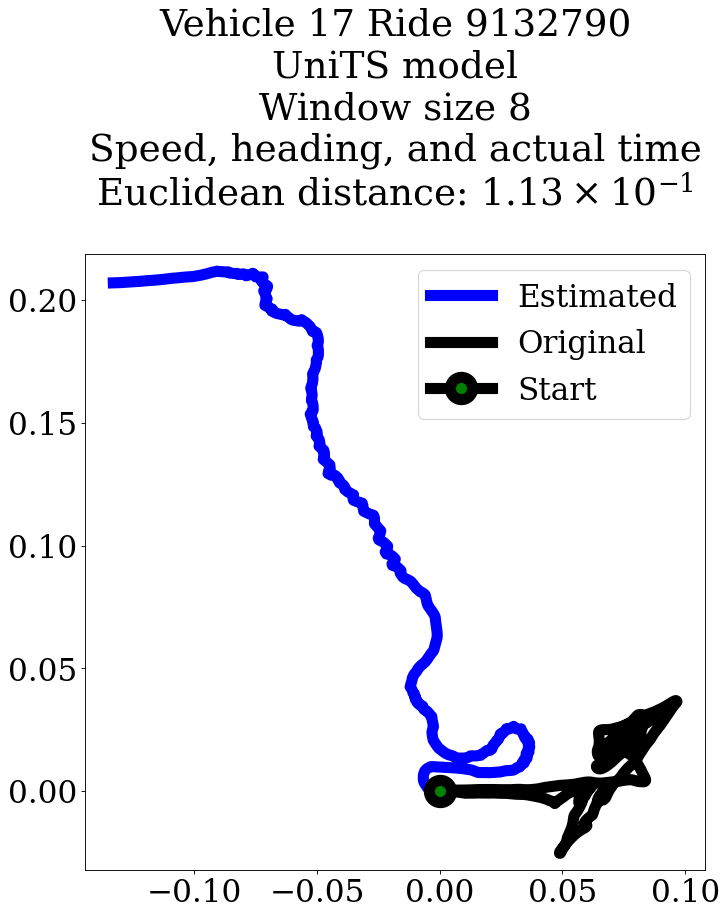 Vehicle 17 Ride 9132790
UniTS model
Window size 8
Speed, heading, and actual time
Euclidean distance: 1.13 × 10⁻¹
Estimated
Original
Start
0.20
0.15
0.10
0.05
0.00
−0.10 −0.05 0.00 0.05 0.10